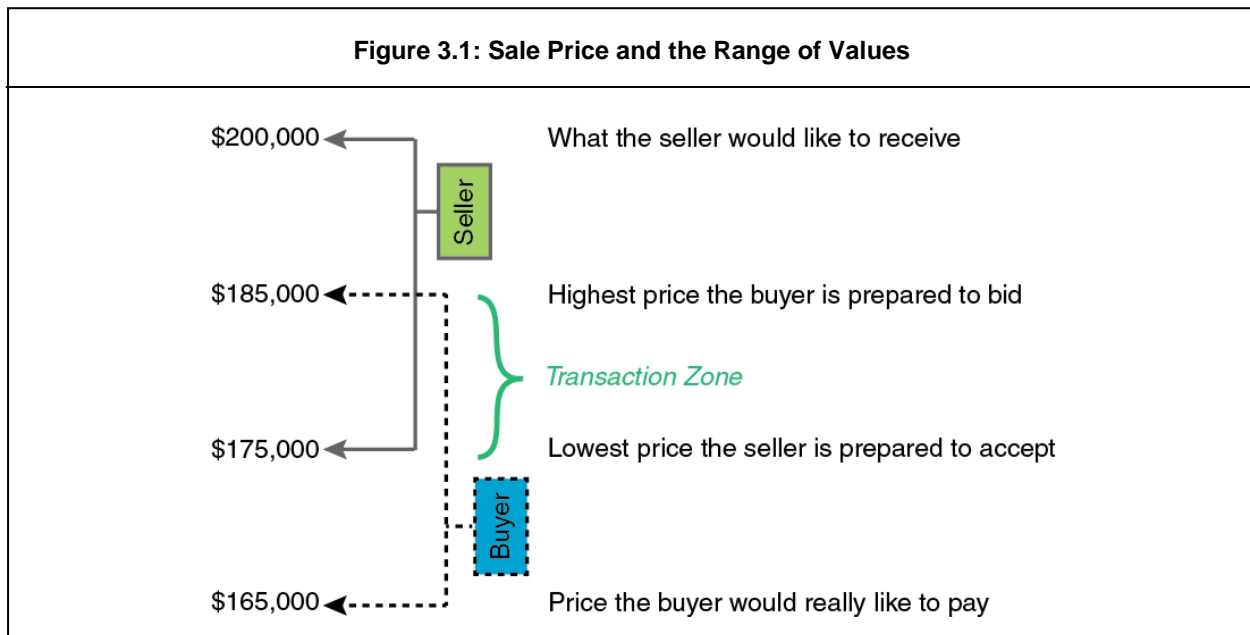 Figure 3.1: Sale Price and the Range of Values
$200,000 What the seller would like to receive
Seller
$185,000 Highest price the buyer is prepared to bid
Transaction Zone
$175,000 Lowest price the seller is prepared to accept
Buyer
$165,000 Price the buyer would really like to pay